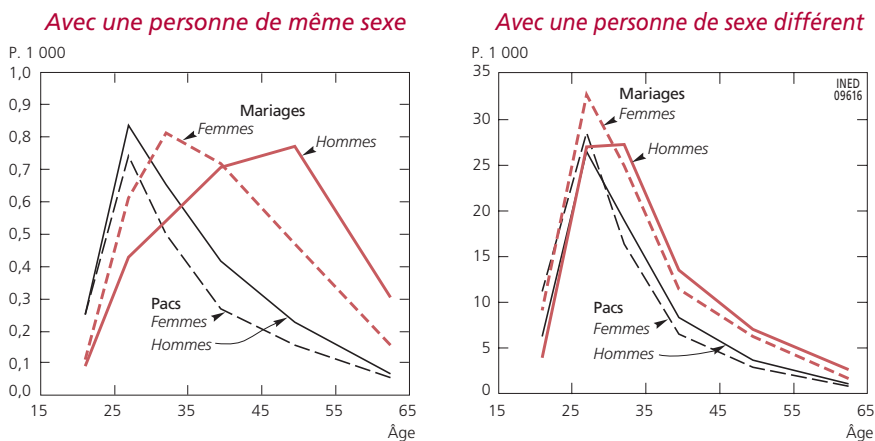 Avec une personne de même sexe
P. 1 000
1,0
0,9
0,8
0,7
0,6
0,5
0,4
0,3
0,2
0,1
0,0
15 25 35 45 55 65
Âge
Mariages
Femmes
Hommes
Pacs
Femmes
Hommes
Avec une personne de sexe différent
P. 1 000
35
30
25
20
15
10
5
0
15 25 35 45 55 65
Âge
INED
09616
Mariages
Femmes
Hommes
Pacs
Femmes
Hommes